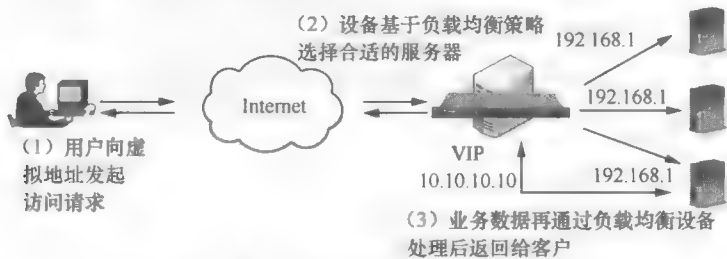 (2) 设备基于负载均衡策略
选择合适的服务器
192 168.1
Internet
192.168.1
(1) 用户向虚
拟地址发起
访问请求
VIP
10.10.10.10
192.168.1
(3) 业务数据再通过负载均衡设备
处理后返回给客户